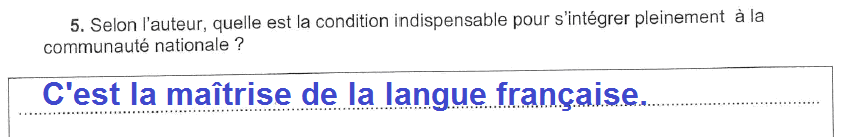 5. Selon l'auteur, quelle est la condition indispensable pour s'intégrer pleinement à la
communauté nationale ?
C'est la maîtrise de la langue française.